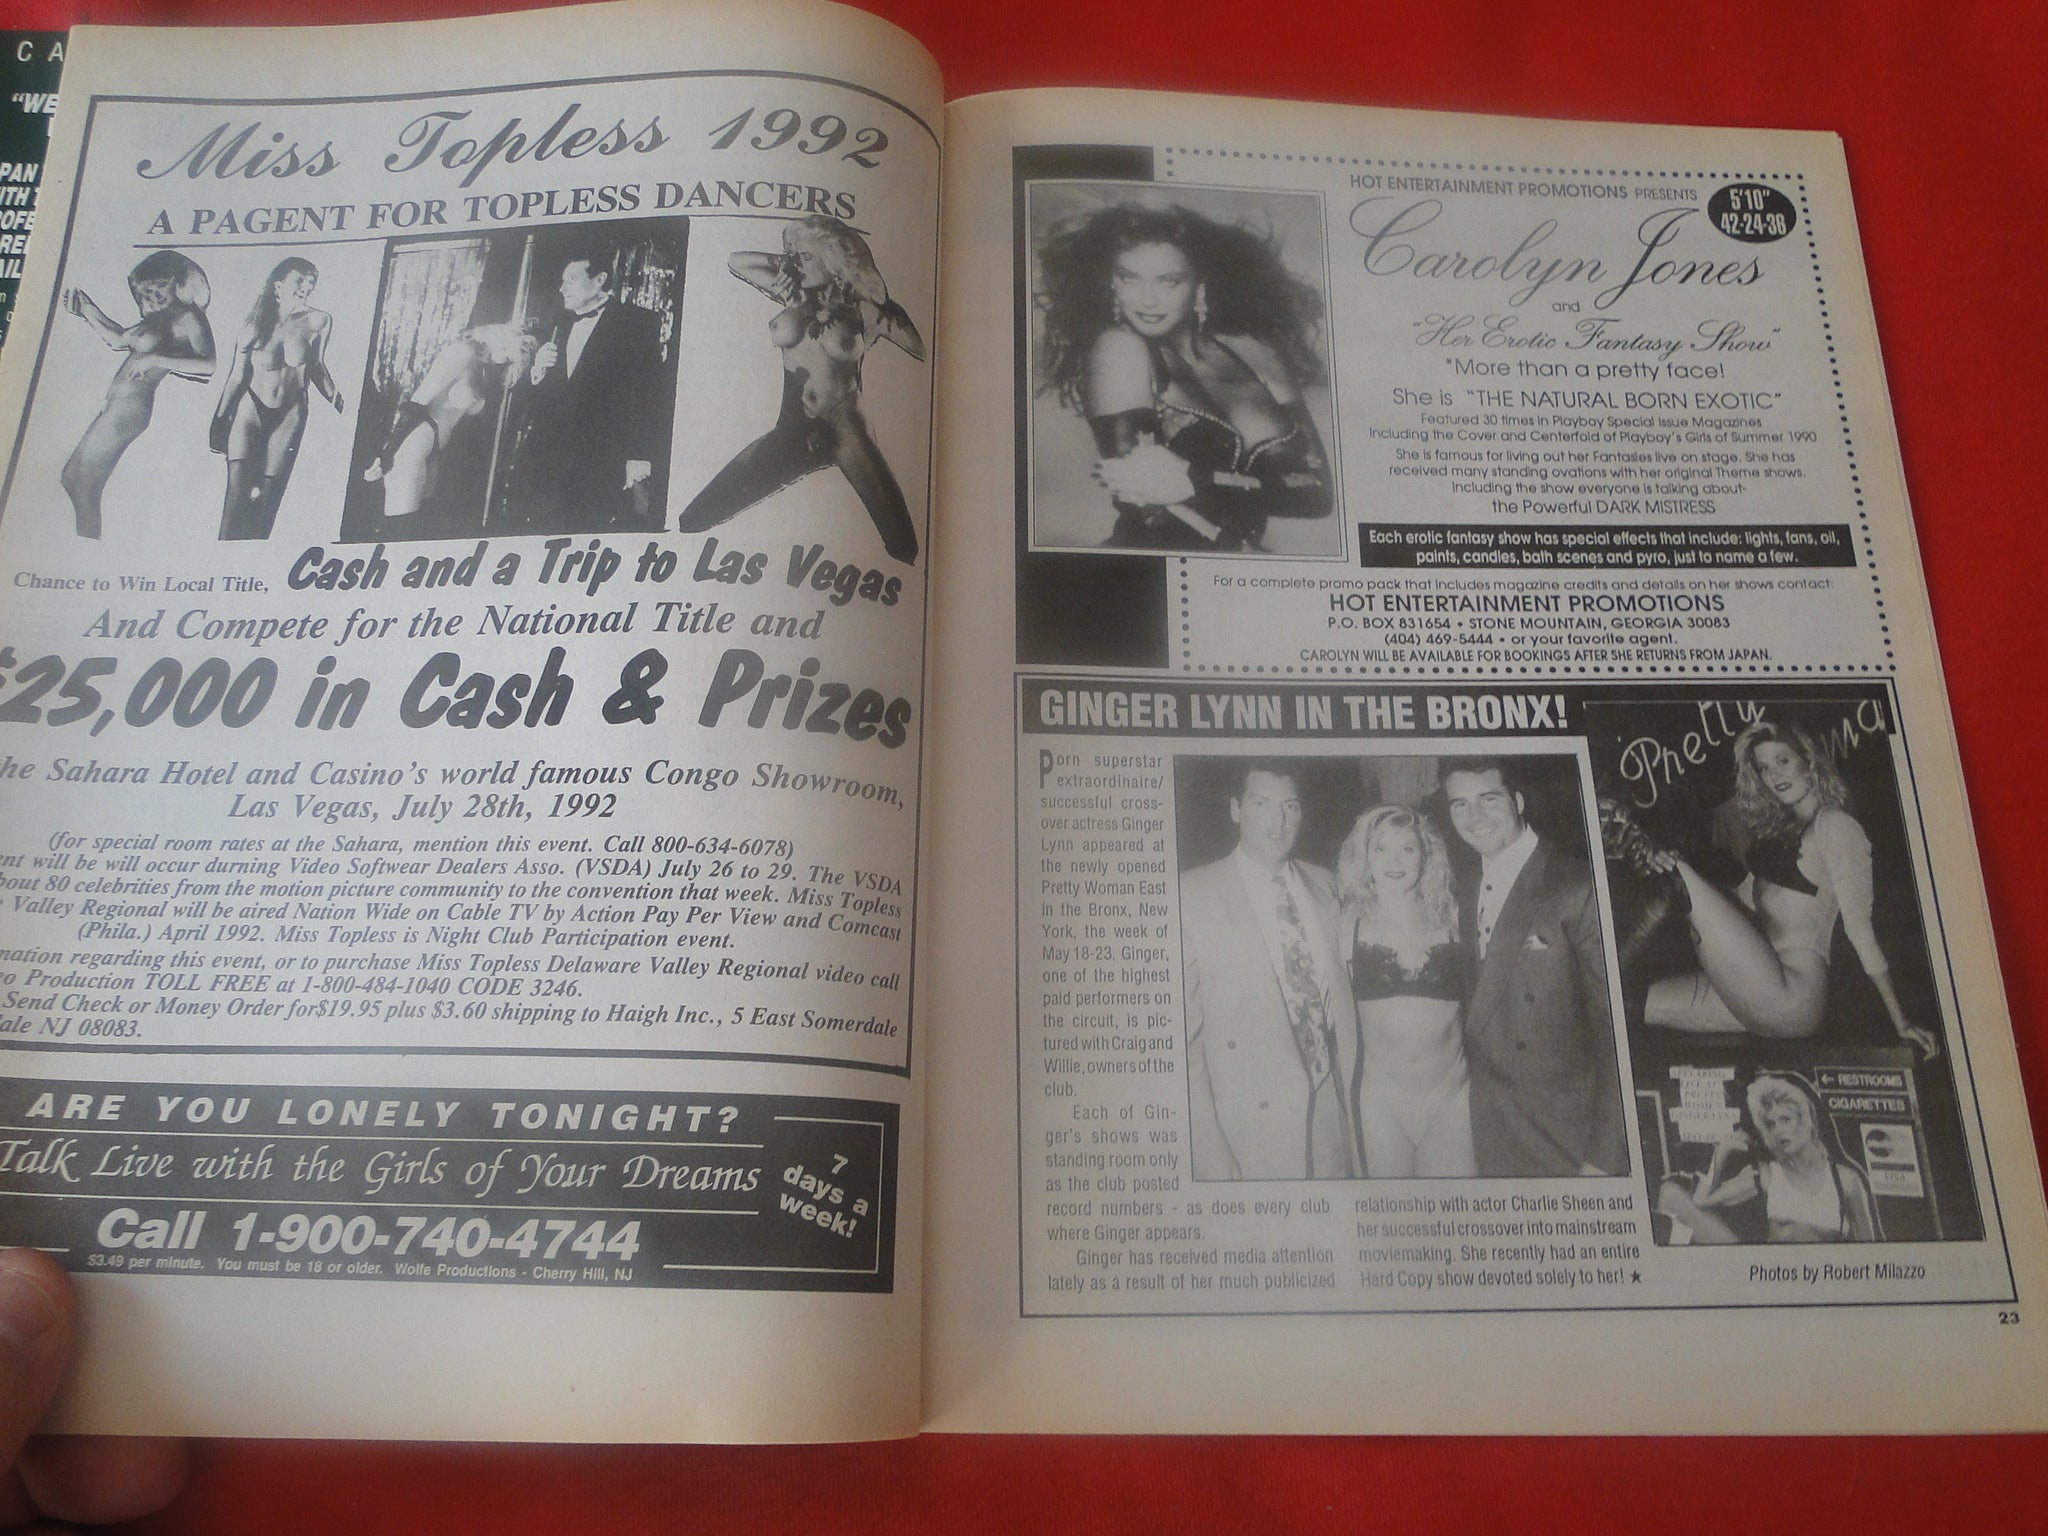 C A
"WE
PAN
ITH T
OFE
RE
AIL
Miss Topless 1992
A PAGENT FOR TOPLESS DANCERS
Chance to Win Local Title, Cash and a Trip to Las Vegas
And Compete for the National Title and
$25,000 in Cash & Prizes
he Sahara Hotel and Casino's world famous Congo Showroom,
Las Vegas, July 28th, 1992
(for special room rates at the Sahara, mention this event. Call 800-634-6078)
nt will be will occur durning Video Softwear Dealers Asso. (VSDA) July 26 to 29. The VSDA
bout 80 celebrities from the motion picture community to the convention that week. Miss Topless
Valley Regional will be aired Nation Wide on Cable TV by Action Pay Per View and Comcast
(Phila.) April 1992. Miss Topless is Night Club Participation event.
mation regarding this event, or to purchase Miss Topless Delaware Valley Regional video call
eo Production TOLL FREE at 1-800-484-1040 CODE 3246.
Send Check or Money Order for$19.95 plus $3.60 shipping to Haigh Inc., 5 East Somerdale
dale NJ 08083.
ARE YOU LONELY TONIGHT?
Talk Live with the Girls of Your Dreams
7
days a
week!
Call 1-900-740-4744
$3.49 per minute. You must be 18 or older. Wolfe Productions - Cherry Hill, NJ
HOT ENTERTAINMENT PROMOTIONS PRESENTS
5'10"
42-24-36
Carolyn Jones
and
"Her Erotic Fantasy Show"
*More than a pretty face!
She is "THE NATURAL BORN EXOTIC"
Featured 30 times in Playboy Special Issue Magazines
Including the Cover and Centerfold of Playboy's Girls of Summer 1990
She is famous for living out her Fantasies live on stage. She has
received many standing ovations with her original Theme shows.
Including the show everyone is talking about-
the Powerful DARK MISTRESS
Each erotic fantasy show has special effects that include: lights, fans, oil,
paints, candles, bath scenes and pyro, just to name a few.
For a complete promo pack that includes magazine credits and details on her shows contact:
HOT ENTERTAINMENT PROMOTIONS
P.O. BOX 831654 • STONE MOUNTAIN, GEORGIA 30083
(404) 469-5444 • or your favorite agent.
CAROLYN WILL BE AVAILABLE FOR BOOKINGS AFTER SHE RETURNS FROM JAPAN.
GINGER LYNN IN THE BRONX!
Porn superstar
extraordinaire/
successful cross-
over actress Ginger
Lynn appeared at
the newly opened
Pretty Woman East
in the Bronx, New
York, the week of
May 18-23. Ginger,
one of the highest
paid performers on
the circuit, is pic-
tured with Craig and
Willie, owners of the
club.
Each of Gin-
ger's shows was
standing room only
as the club posted
record numbers - as does every club
where Ginger appears.
Ginger has received media attention
lately as a result of her much publicized
relationship with actor Charlie Sheen and
her successful crossover into mainstream
moviemaking. She recently had an entire
Hard Copy show devoted solely to her! ★
Pretty
ma
← RESTROOMS
CIGARETTES
VISA
Photos by Robert Milazzo
23